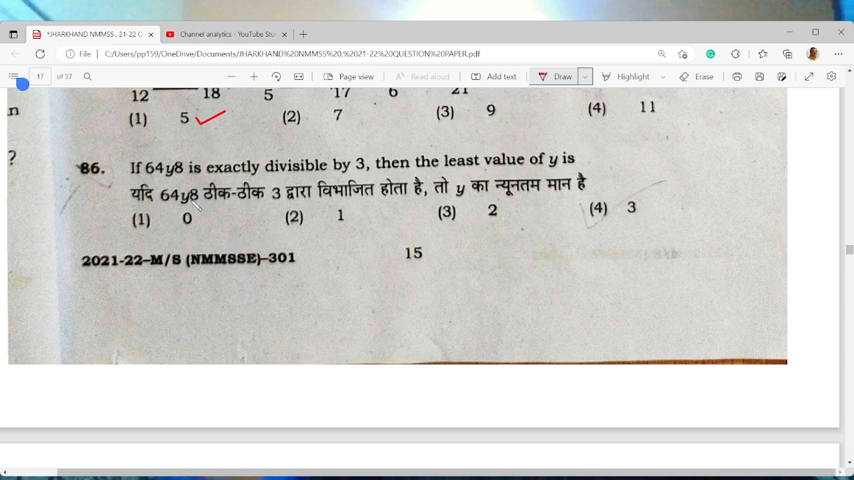 *JHARKHAND NMMSS , 21-22 Q
Channel analytics - YouTube Stu
File
C:/Users/pp159/OneDrive/Documents/JHARKHAND%20NMMSS%20,%2021-22%20QUESTION%20PAPER.pdf
17 of 37
Page view
Read aloud
Add text
Draw
Highlight
Erase
12 18 5 17 6 21
(1) 5 (2) 7 (3) 9 (4) 11
?
86. If 64y8 is exactly divisible by 3, then the least value of y is
यदि 64y8 ठीक-ठीक 3 द्वारा विभाजित होता है, तो y का न्यूनतम मान है
(1) 0 (2) 1 (3) 2 (4) 3
2021-22–M/S (NMMSSE)–301 15